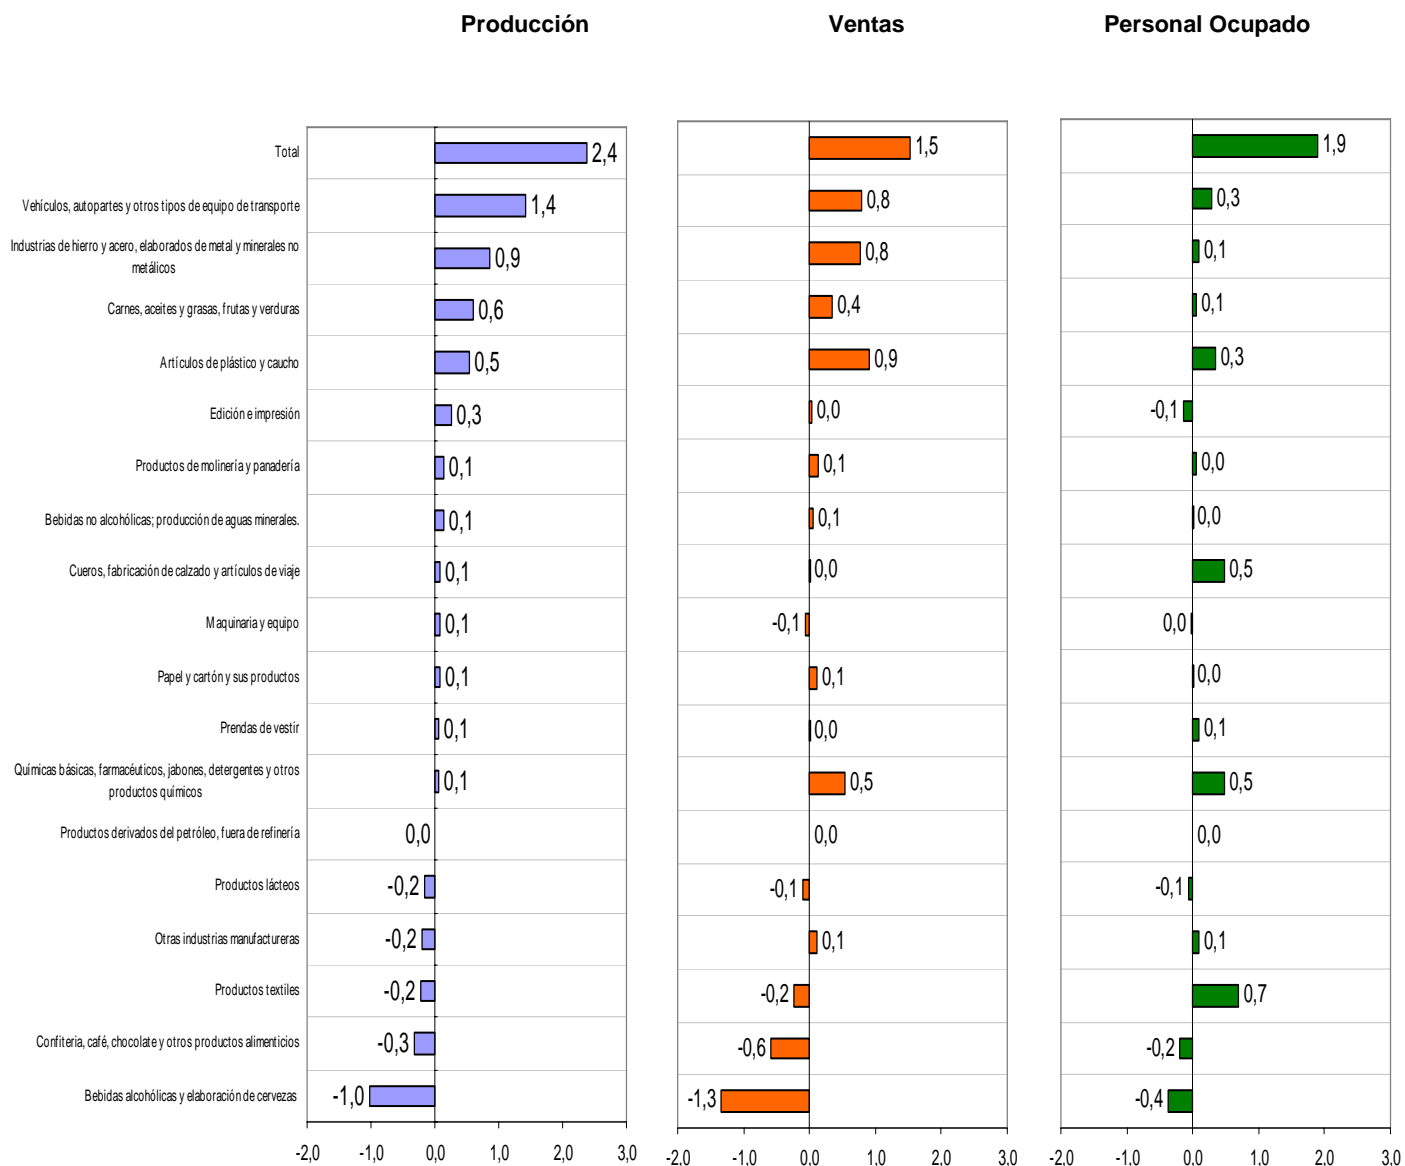 Producción Ventas Personal Ocupado
Total 2,4 1,5 1,9
Vehículos, autopartes y otros tipos de equipo de transporte 1,4 0,8 0,3
Industrias de hierro y acero, elaborados de metal y minerales no
metálicos 0,9 0,8 0,1
Carnes, aceites y grasas, frutas y verduras 0,6 0,4 0,1
Artículos de plástico y caucho 0,5 0,9 0,3
Edición e impresión 0,3 0,0 -0,1
Productos de molinería y panadería 0,1 0,1 0,0
Bebidas no alcohólicas; producción de aguas minerales. 0,1 0,1 0,0
Cueros, fabricación de calzado y artículos de viaje 0,1 0,0 0,5
Maquinaria y equipo 0,1 -0,1 0,0
Papel y cartón y sus productos 0,1 0,1 0,0
Prendas de vestir 0,1 0,0 0,1
Químicas básicas, farmacéuticos, jabones, detergentes y otros
productos químicos 0,1 0,5 0,5
Productos derivados del petróleo, fuera de refinería 0,0 0,0 0,0
Productos lácteos -0,2 -0,1 -0,1
Otras industrias manufactureras -0,2 0,1 0,1
Productos textiles -0,2 -0,2 0,7
Confiteria, café, chocolate y otros productos alimenticios -0,3 -0,6 -0,2
Bebidas alcohólicas y elaboración de cervezas -1,0 -1,3 -0,4
-2,0 -1,0 0,0 1,0 2,0 3,0 -2.0 -1.0 0.0 1.0 2.0 3.0 -2.0 -1.0 0.0 1.0 2.0 3.0